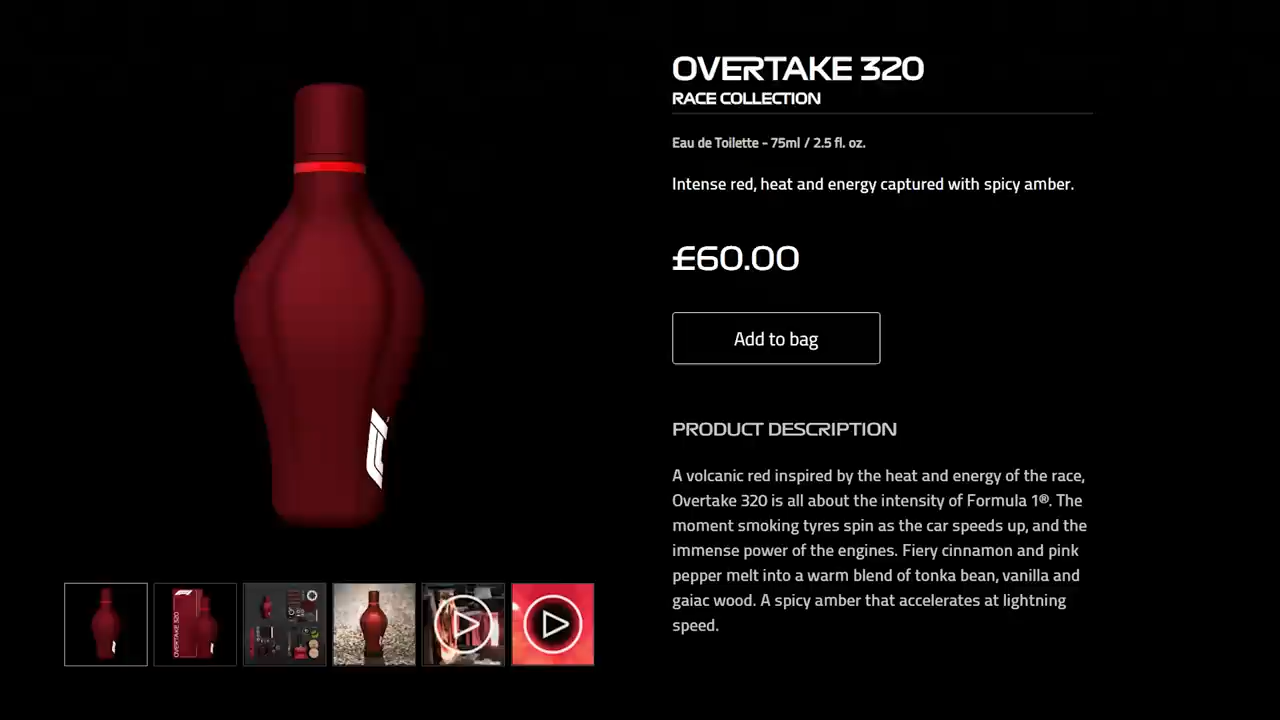 OVERTAKE 320
RACE COLLECTION
Eau de Toilette - 75ml / 2.5 fl. oz.
Intense red, heat and energy captured with spicy amber.
£60.00
Add to bag
PRODUCT DESCRIPTION
A volcanic red inspired by the heat and energy of the race,
Overtake 320 is all about the intensity of Formula 1®. The
moment smoking tyres spin as the car speeds up, and the
immense power of the engines. Fiery cinnamon and pink
pepper melt into a warm blend of tonka bean, vanilla and
gaiac wood. A spicy amber that accelerates at lightning
speed.
OVERTAKE 320